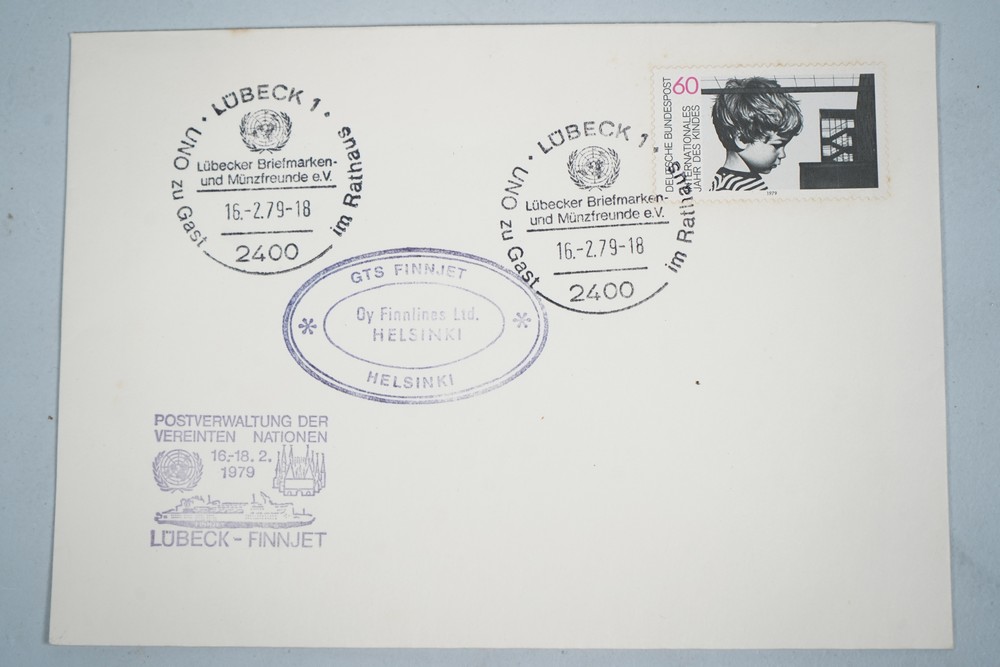 LÜBECK 1
UNO zu Gast
im Rathaus
Lübecker Briefmarken-
und Münzfreunde e.V.
16.-2.79-18
2400
LÜBECK 1
UNO zu Gast
im Rathaus
Lübecker Briefmarken-
und Münzfreunde e.V.
16.-2.79-18
2400
60
DEUTSCHE BUNDESPOST
INTERNATIONALES
JAHR DES KINDES
1979
GTS FINNJET
Oy Finnlines Ltd.
HELSINKI
HELSINKI
POSTVERWALTUNG DER
VEREINTEN NATIONEN
16.-18. 2.
1979
LÜBECK - FINNJET